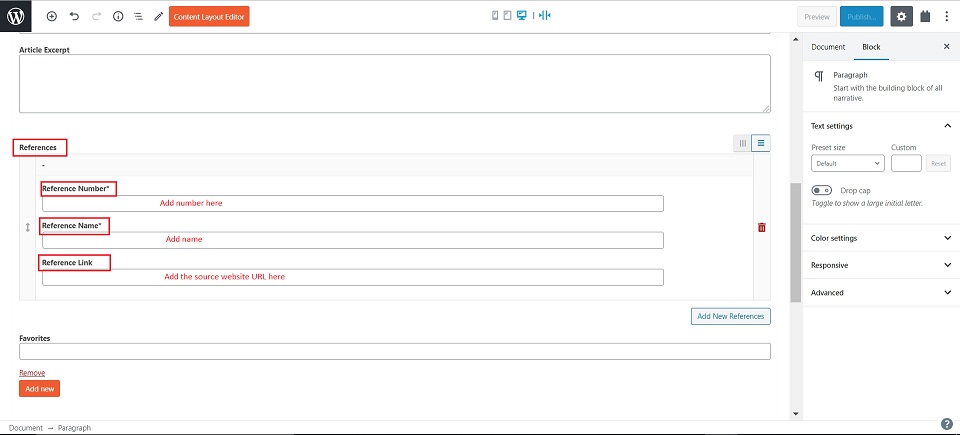 Content Layout Editor
Preview
Publish...
Article Excerpt
References
-
Reference Number*
Add number here
Reference Name*
Add name
Reference Link
Add the source website URL here
Add New References
Favorites
Remove
Add new
Document
Block
Paragraph
Start with the building block of all
narrative.
Text settings
Preset size
Custom
Default
Reset
Drop cap
Toggle to show a large initial letter.
Color settings
Responsive
Advanced
Document → Paragraph